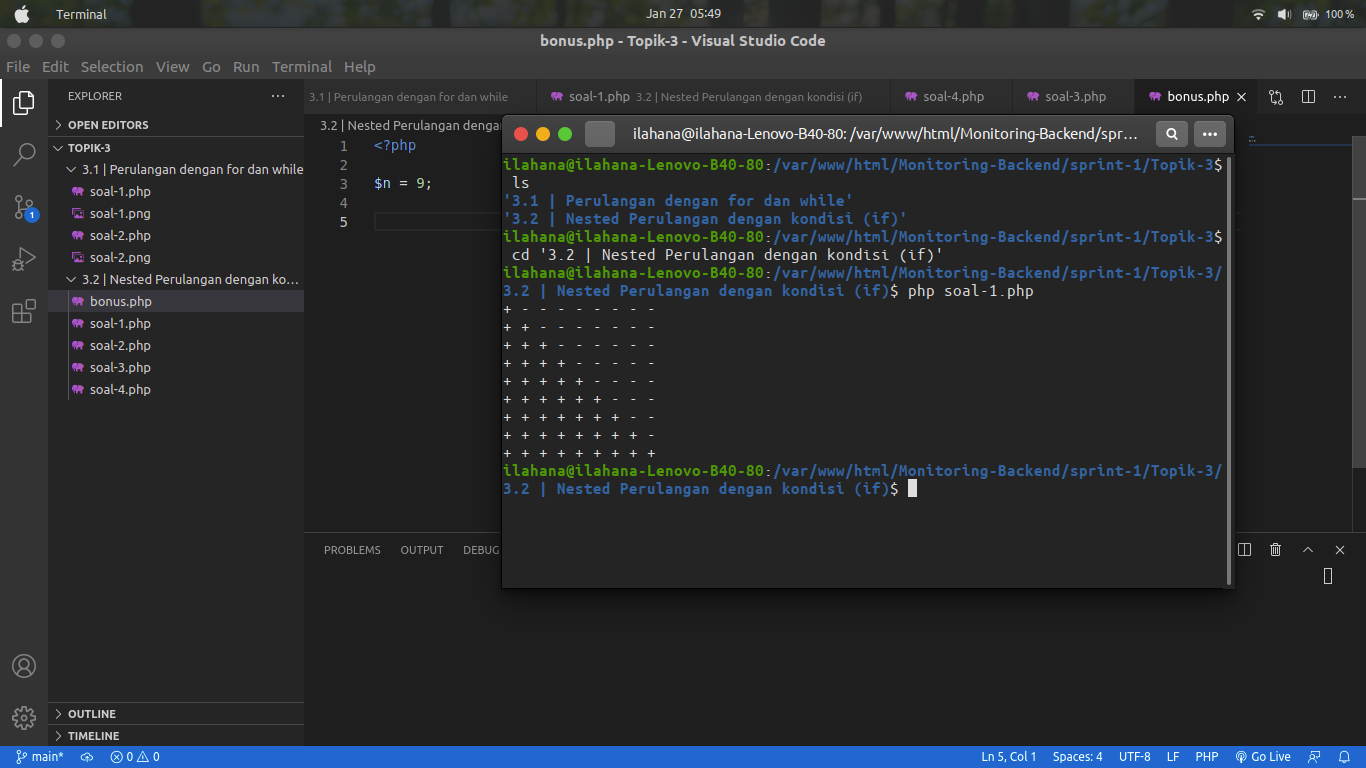 Terminal
Jan 27 05:49
100 %
bonus.php - Topik-3 - Visual Studio Code
File Edit Selection View Go Run Terminal Help
EXPLORER
OPEN EDITORS
TOPIK-3
3.1 | Perulangan dengan for dan while
soal-1.php
soal-1.png
soal-2.php
soal-2.png
3.2 | Nested Perulangan dengan ko...
bonus.php
soal-1.php
soal-2.php
soal-3.php
soal-4.php
OUTLINE
TIMELINE
1
3.1 | Perulangan dengan for dan while
soal-1.php 3.2 | Nested Perulangan dengan kondisi (if)
soal-4.php
soal-3.php
bonus.php
3.2 | Nested Perulangan dengan
1 <?php
2
3 $n = 9;
4
5
ilahana@ilahana-Lenovo-B40-80: /var/www/html/Monitoring-Backend/spr...
ilahana@ilahana-Lenovo-B40-80:/var/www/html/Monitoring-Backend/sprint-1/Topik-3$
ls
'3.1 | Perulangan dengan for dan while'
'3.2 | Nested Perulangan dengan kondisi (if)'
ilahana@ilahana-Lenovo-B40-80:/var/www/html/Monitoring-Backend/sprint-1/Topik-3$
cd '3.2 | Nested Perulangan dengan kondisi (if)'
ilahana@ilahana-Lenovo-B40-80:/var/www/html/Monitoring-Backend/sprint-1/Topik-3/
3.2 | Nested Perulangan dengan kondisi (if)$ php soal-1.php
+ - - - - - - - -
+ + - - - - - - -
+ + + - - - - - -
+ + + + - - - - -
+ + + + + - - - -
+ + + + + + - - -
+ + + + + + + - -
+ + + + + + + + -
+ + + + + + + + +
ilahana@ilahana-Lenovo-B40-80:/var/www/html/Monitoring-Backend/sprint-1/Topik-3/
3.2 | Nested Perulangan dengan kondisi (if)$
PROBLEMS OUTPUT DEBUG
main* 0 0
Ln 5, Col 1 Spaces: 4 UTF-8 LF PHP Go Live